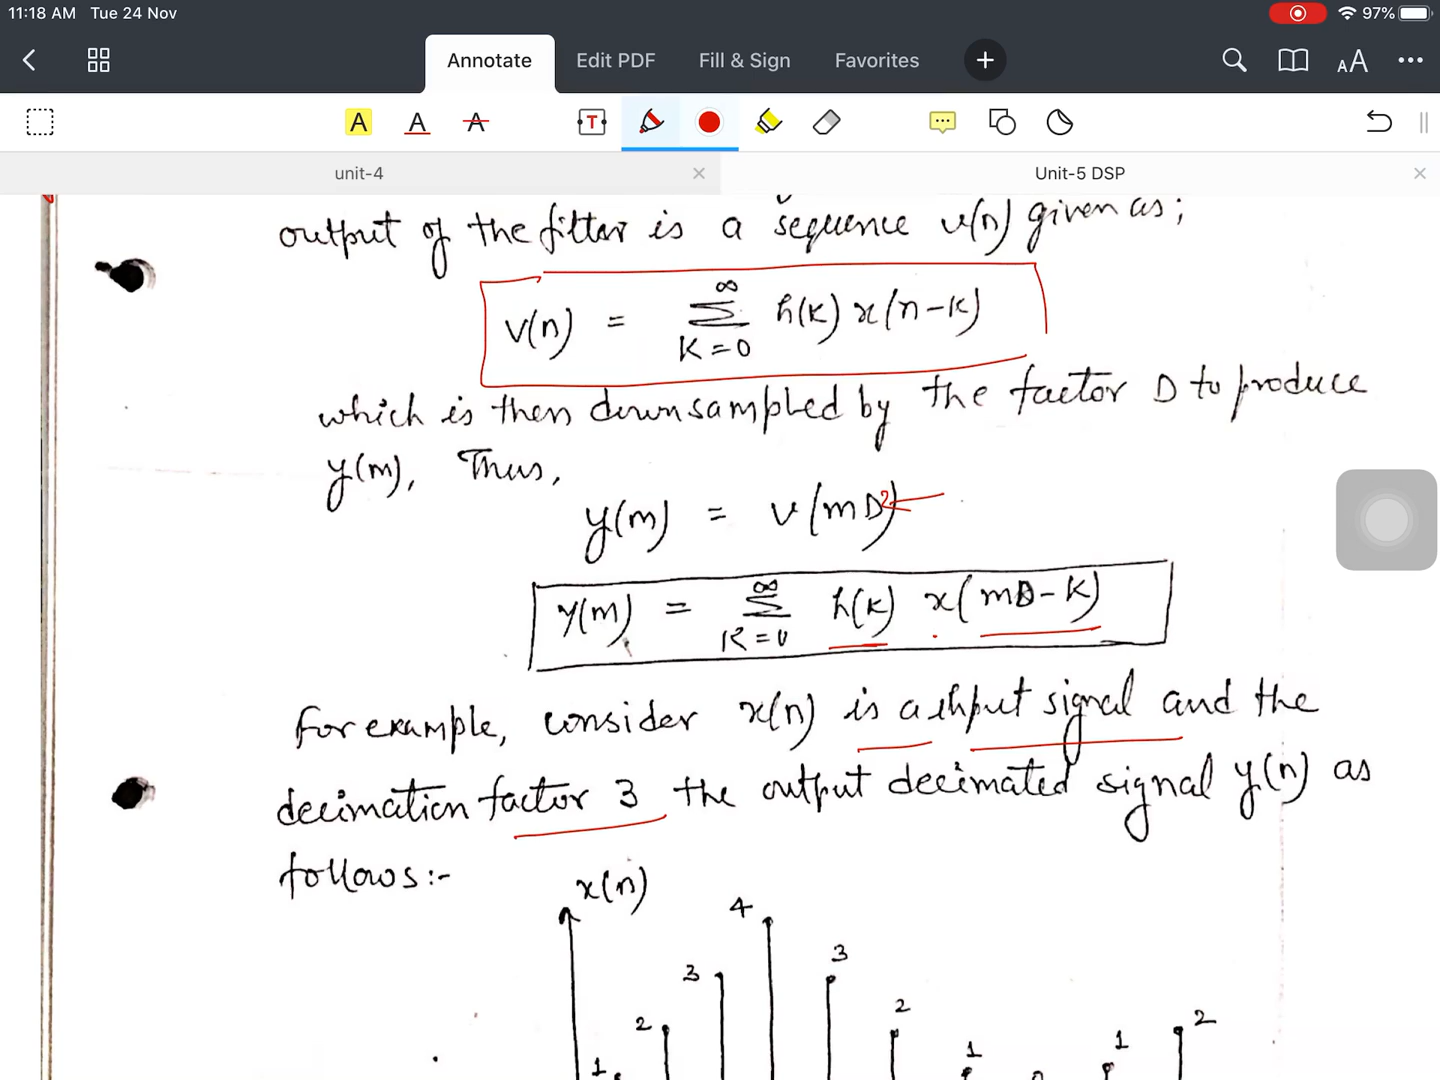 11:18 AM Tue 24 Nov
97%
Annotate
Edit PDF
Fill & Sign
Favorites
unit-4
Unit-5 DSP
output of the filter is a sequence v(n) given as;
v(n) = ∞ Σ K=0 h(k) x(n-k)
which is then downsampled by the factor D to produce
y(m), Thus,
y(m) = v(mD)
Y(m) = ∞ Σ K=0 h(k) x(mD-k)
For example, consider x(n) is a input signal and the
decimation factor 3 the output decimated signal y(n) as
follows:-
x(n)
4
3
3
2
2
2
1
1
1